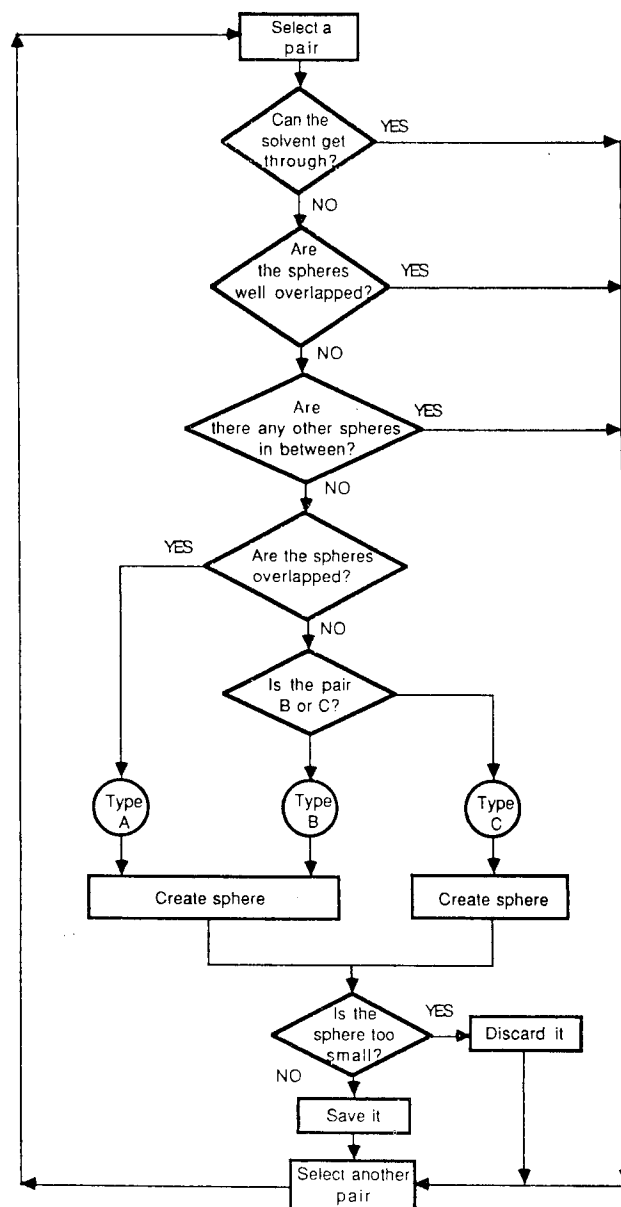 Select a
pair
Can the
solvent get
through?
YES
NO
Are
the spheres
well overlapped?
YES
NO
Are
there any other spheres
in between?
YES
NO
YES
Are the spheres
overlapped?
NO
Is the pair
B or C?
Type
A
Type
B
Type
C
Create sphere
Create sphere
Is the
sphere too
small?
YES
Discard it
NO
Save it
Select another
pair